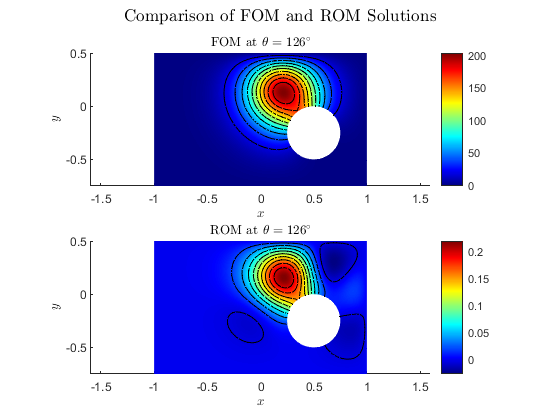 Comparison of FOM and ROM Solutions
FOM at θ = 126°
0.5
0
-0.5
y
-1.5 -1 -0.5 0 0.5 1 1.5
x
200
150
100
50
0
ROM at θ = 126°
0.5
0
-0.5
y
-1.5 -1 -0.5 0 0.5 1 1.5
x
0.2
0.15
0.1
0.05
0